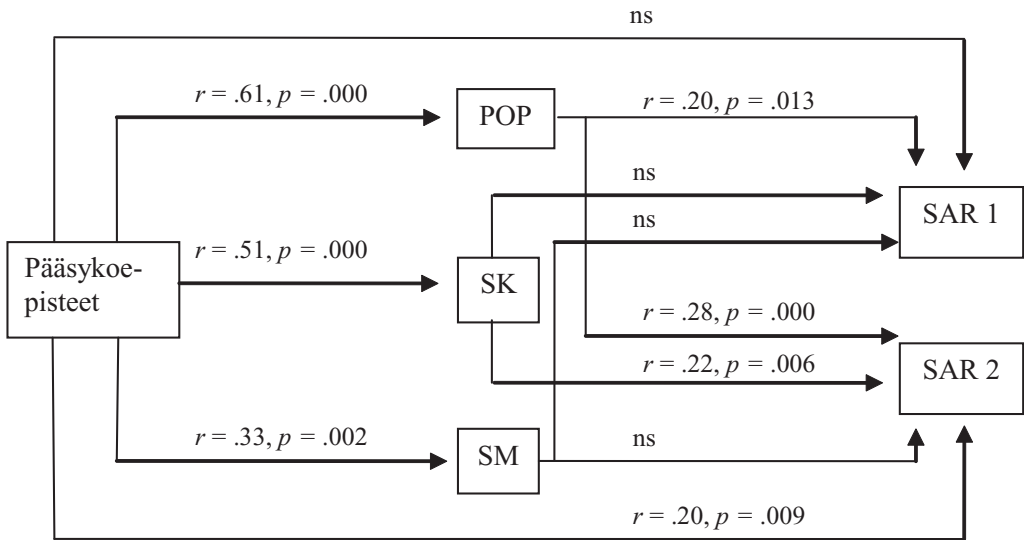 ns
r = .61, p = .000
POP
r = .20, p = .013
ns
SAR 1
ns
r = .51, p = .000
Pääsykoe-
pisteet
SK
r = .28, p = .000
r = .22, p = .006
SAR 2
r = .33, p = .002
SM
ns
r = .20, p = .009